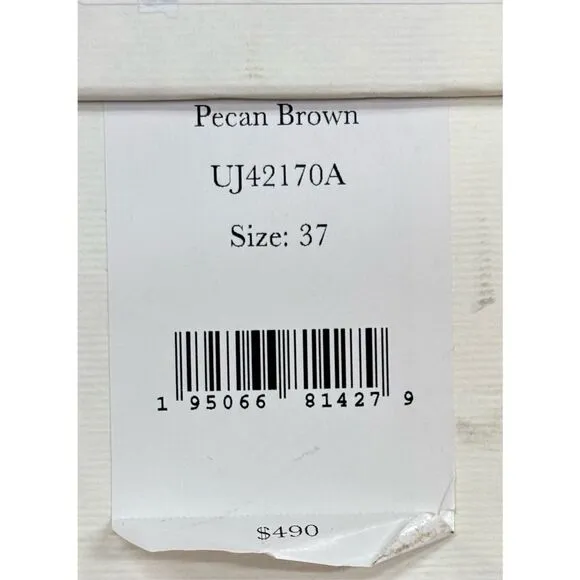 Pecan Brown
UJ42170A
Size: 37
1 95066 81427 9
$490